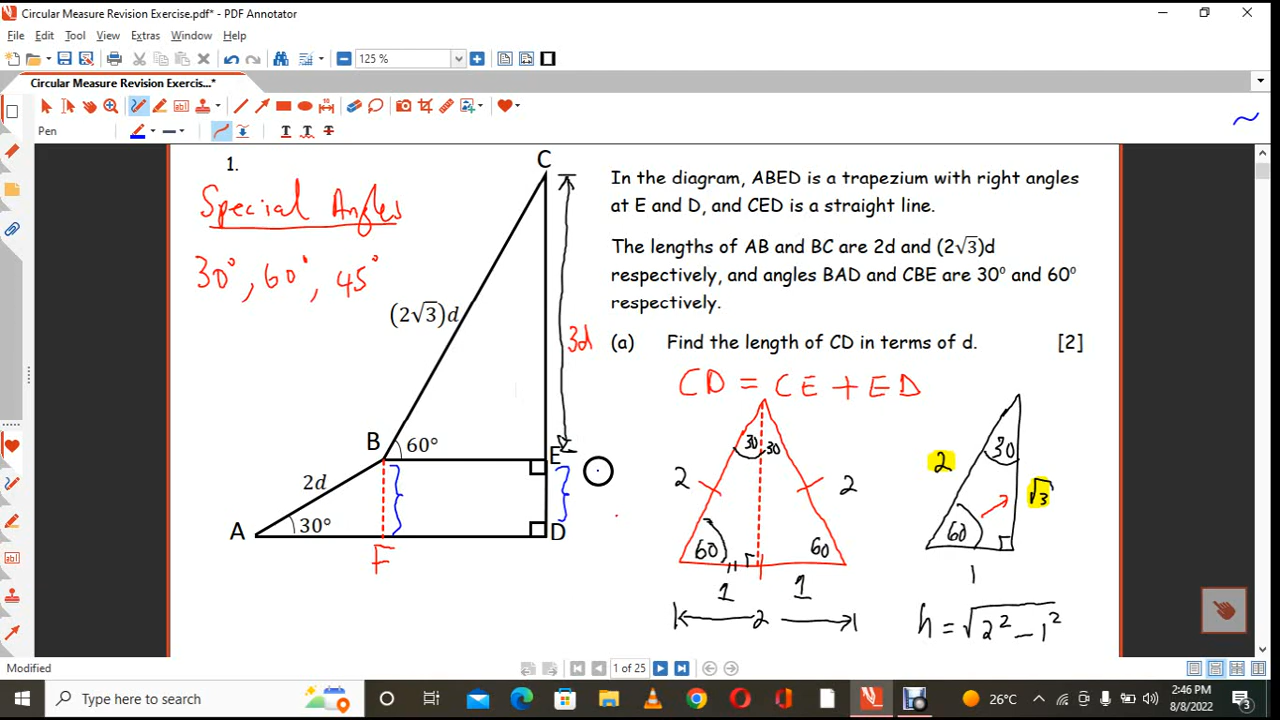 Circular Measure Revision Exercise.pdf* - PDF Annotator
File Edit Tool View Extras Window Help
125 %
Circular Measure Revision Exercis...*
Pen
1.
Special Angles
30°, 60°, 45°
C
(2√3)d
3d
B
60°
E
2d
A
30°
D
F
In the diagram, ABED is a trapezium with right angles
at E and D, and CED is a straight line.
The lengths of AB and BC are 2d and (2√3)d
respectively, and angles BAD and CBE are 30° and 60°
respectively.
(a) Find the length of CD in terms of d. [2]
CD = CE + ED
30 30
2 2
60 60
1 1
2
30
2
√3
60
1
h = √2² - 1²
Modified
1 of 25
Type here to search
26°C
2:46 PM
8/8/2022
3